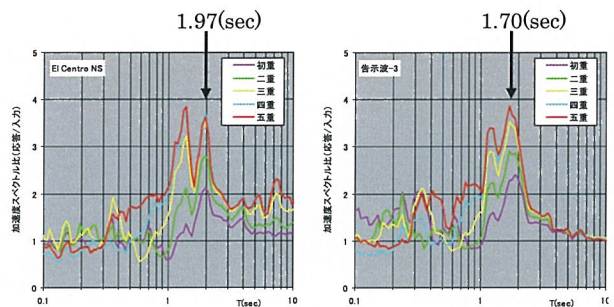 1.97(sec)
5
4
3
2
1
0
0.1
1
10
T(sec)
加速度スペクトル比(応答/入力)
El Centro NS
初重
二重
三重
四重
五重
1.70(sec)
5
4
3
2
1
0
0.1
1
10
T(sec)
加速度スペクトル比(応答/入力)
告示波-3
初重
二重
三重
四重
五重